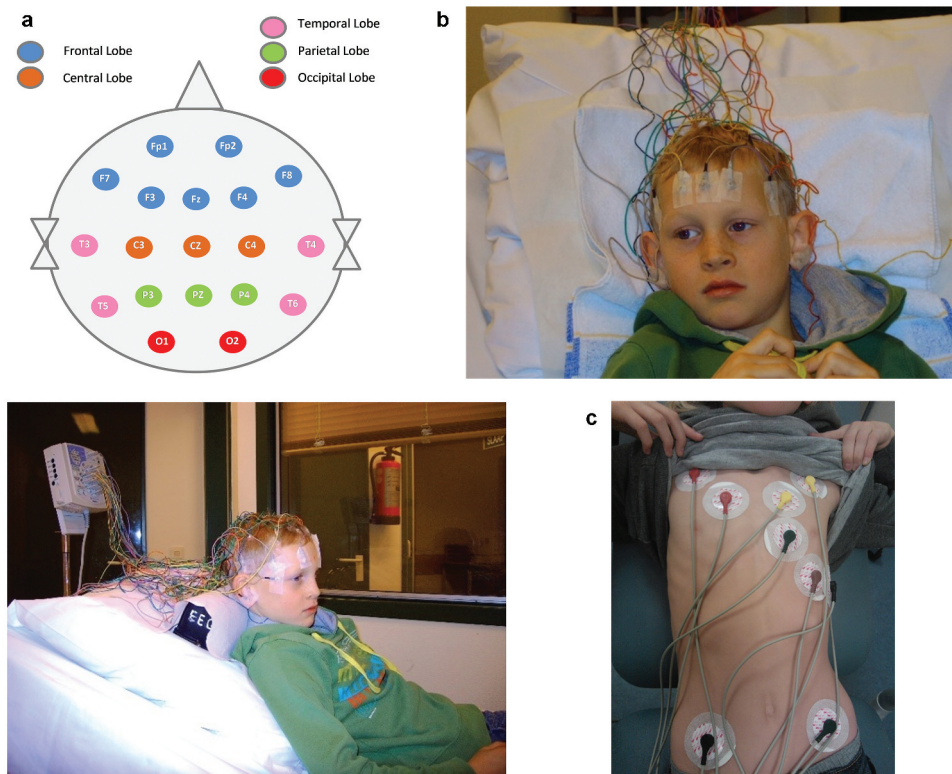 a
Frontal Lobe
Central Lobe
Temporal Lobe
Parietal Lobe
Occipital Lobe
Fp1 Fp2
F7 F8
F3 Fz F4
T3 C3 CZ C4 T4
P3 PZ P4
T5 T6
O1 O2
b
EEG
c